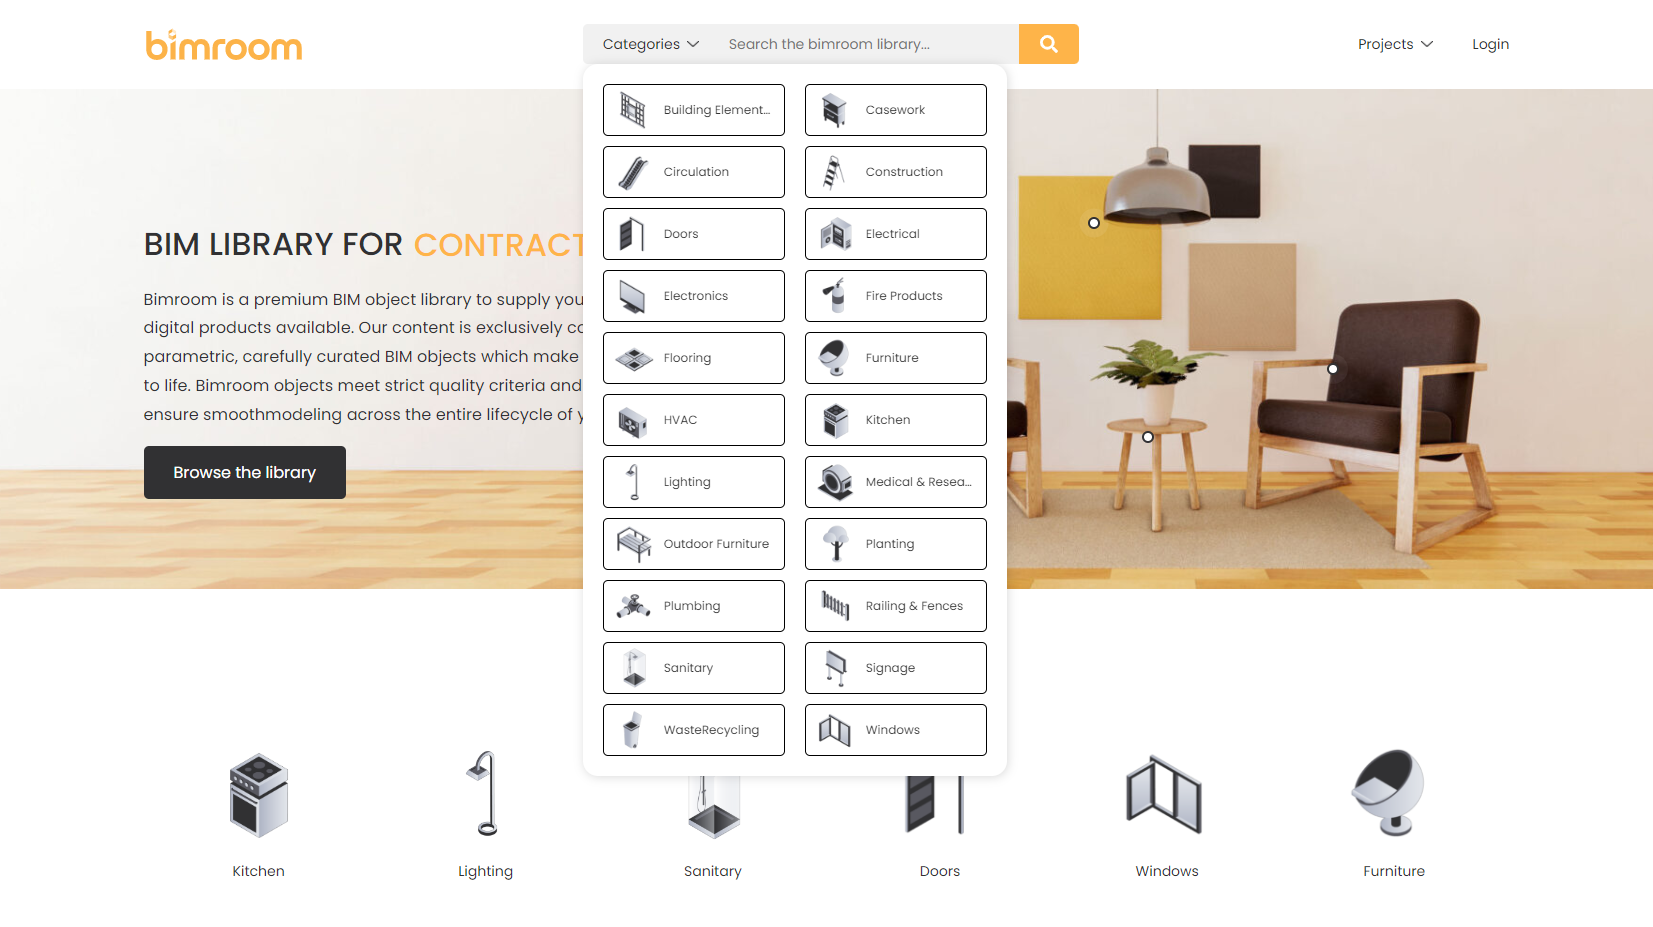 bimroom
Categories
Search the bimroom library...
Projects
Login
Building Element...
Casework
Circulation
Construction
Doors
Electrical
Electronics
Fire Products
Flooring
Furniture
HVAC
Kitchen
Lighting
Medical & Resea...
Outdoor Furniture
Planting
Plumbing
Railing & Fences
Sanitary
Signage
WasteRecycling
Windows
BIM LIBRARY FOR CONTRACT
Bimroom is a premium BIM object library to supply you
digital products available. Our content is exclusively co
parametric, carefully curated BIM objects which make
to life. Bimroom objects meet strict quality criteria and
ensure smoothmodeling across the entire lifecycle of y
Browse the library
Kitchen
Lighting
Sanitary
Doors
Windows
Furniture